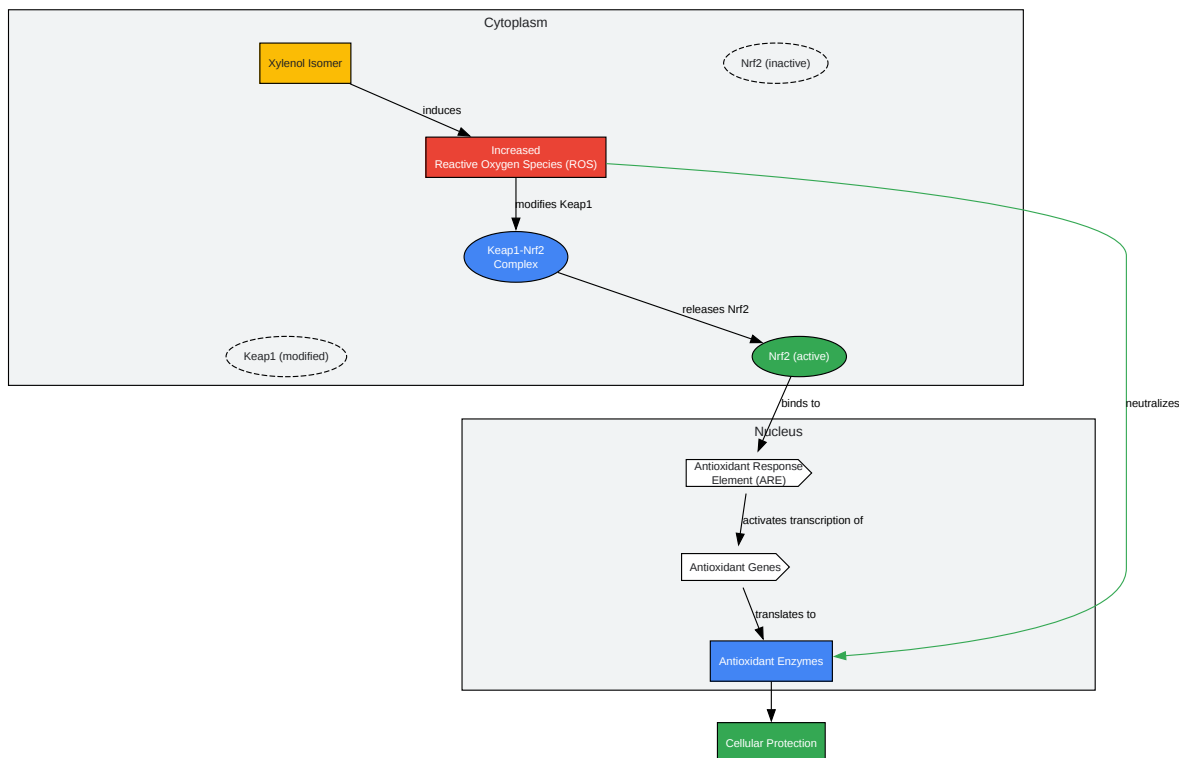 Cytoplasm
Xylenol Isomer
Nrf2 (inactive)
induces
Increased
Reactive Oxygen Species (ROS)
modifies Keap1
Keap1-Nrf2
Complex
releases Nrf2
Keap1 (modified)
Nrf2 (active)
binds to
neutralizes
Nucleus
Antioxidant Response
Element (ARE)
activates transcription of
Antioxidant Genes
translates to
Antioxidant Enzymes
Cellular Protection